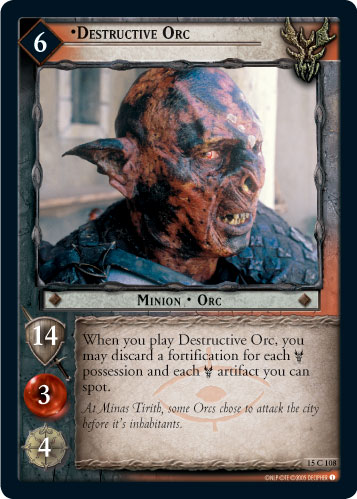 6
•Destructive Orc
Minion • Orc
14
3
4
When you play Destructive Orc, you
may discard a fortification for each
possession and each artifact you can
spot.
At Minas Tirith, some Orcs chose to attack the city
before it's inhabitants.
15 C 108